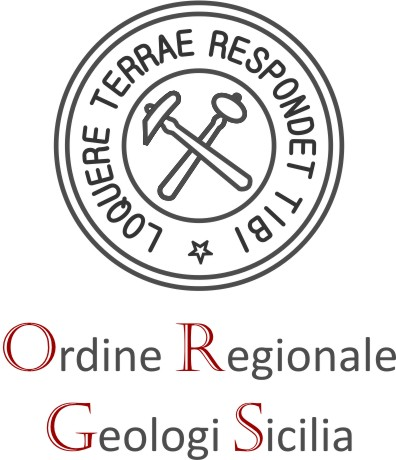 LOQUERE TERRAE RESPONDET TIBI
Ordine Regionale
Geologi Sicilia